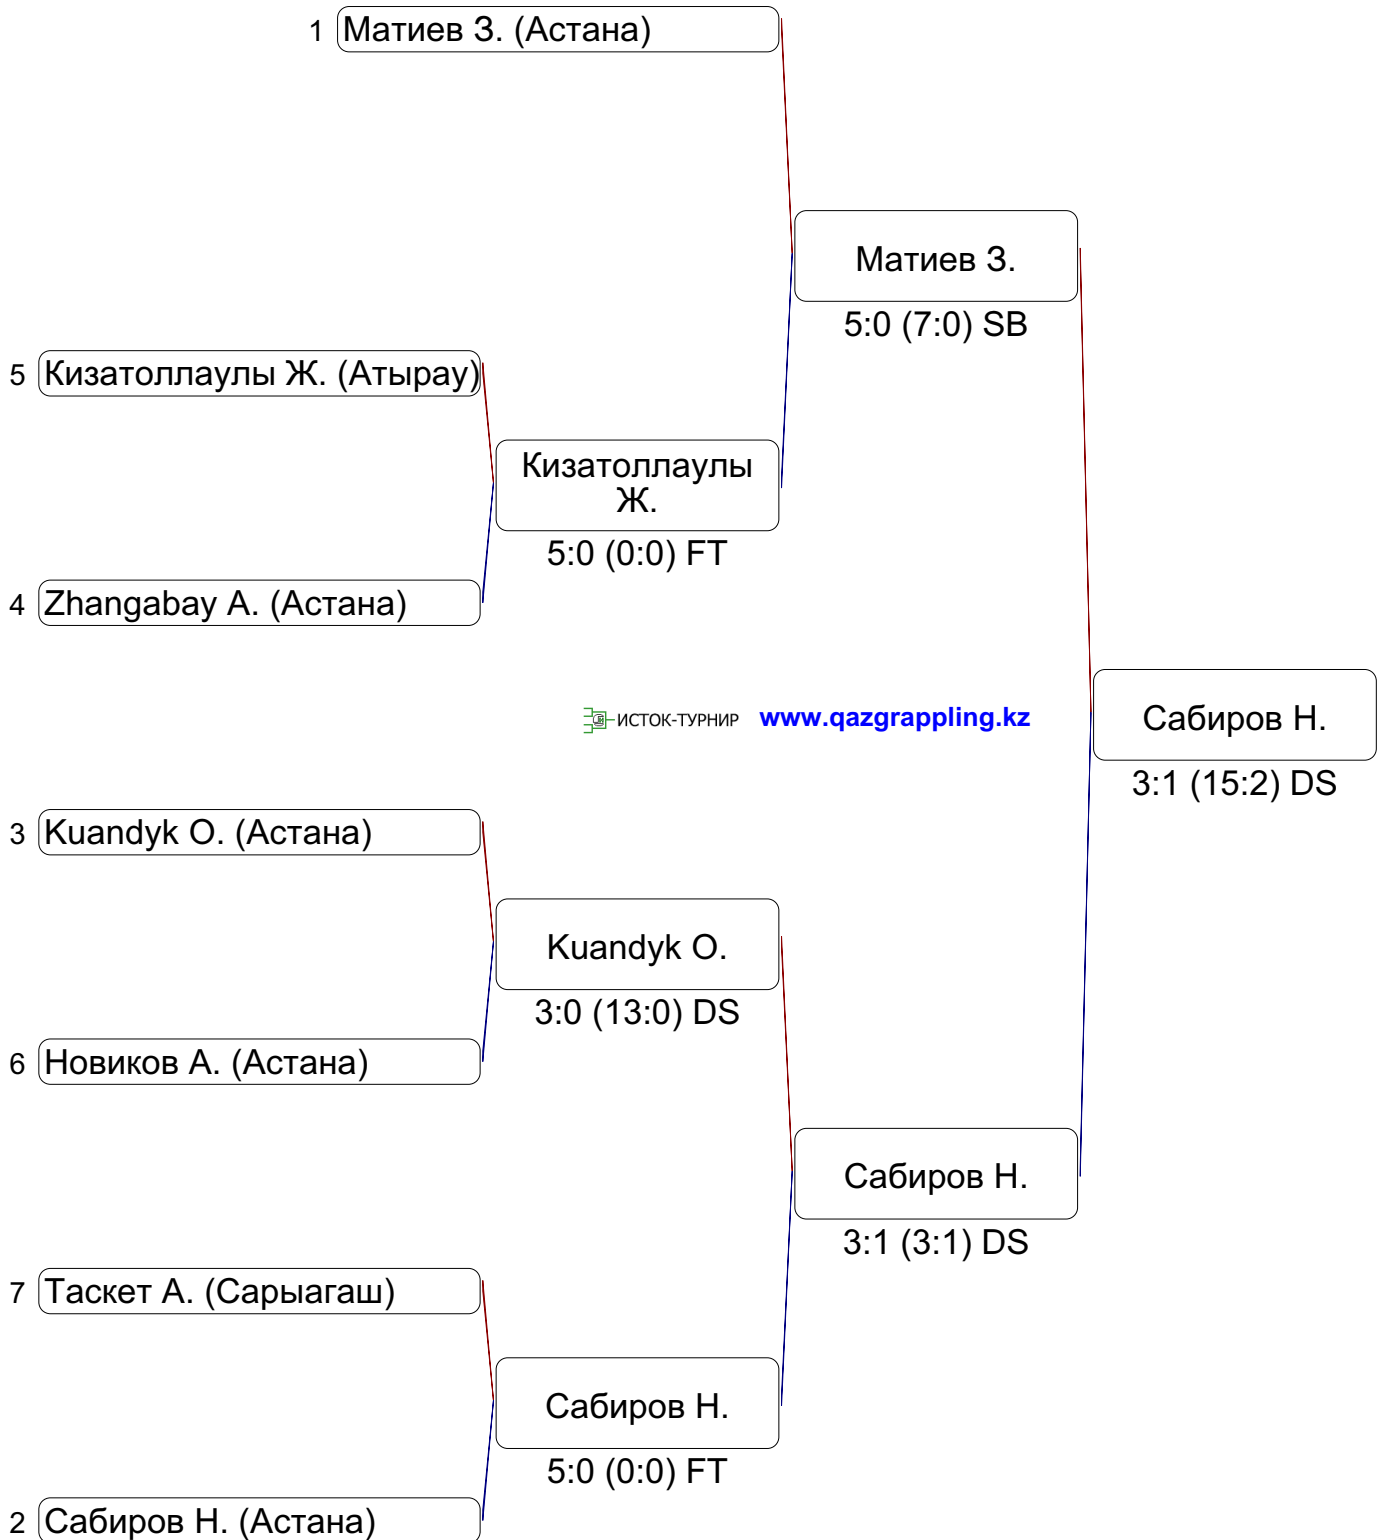 1 Матиев З. (Астана)
Матиев З.
5:0 (7:0) SB
5 Кизатоллаулы Ж. (Атырау)
Кизатоллаулы
Ж.
5:0 (0:0) FT
4 Zhangabay A. (Астана)
ИСТОК-ТУРНИР www.qazgrappling.kz
Сабиров Н.
3:1 (15:2) DS
3 Kuandyk O. (Астана)
Kuandyk O.
3:0 (13:0) DS
6 Новиков А. (Астана)
Сабиров Н.
3:1 (3:1) DS
7 Таскет А. (Сарыагаш)
Сабиров Н.
5:0 (0:0) FT
2 Сабиров Н. (Астана)